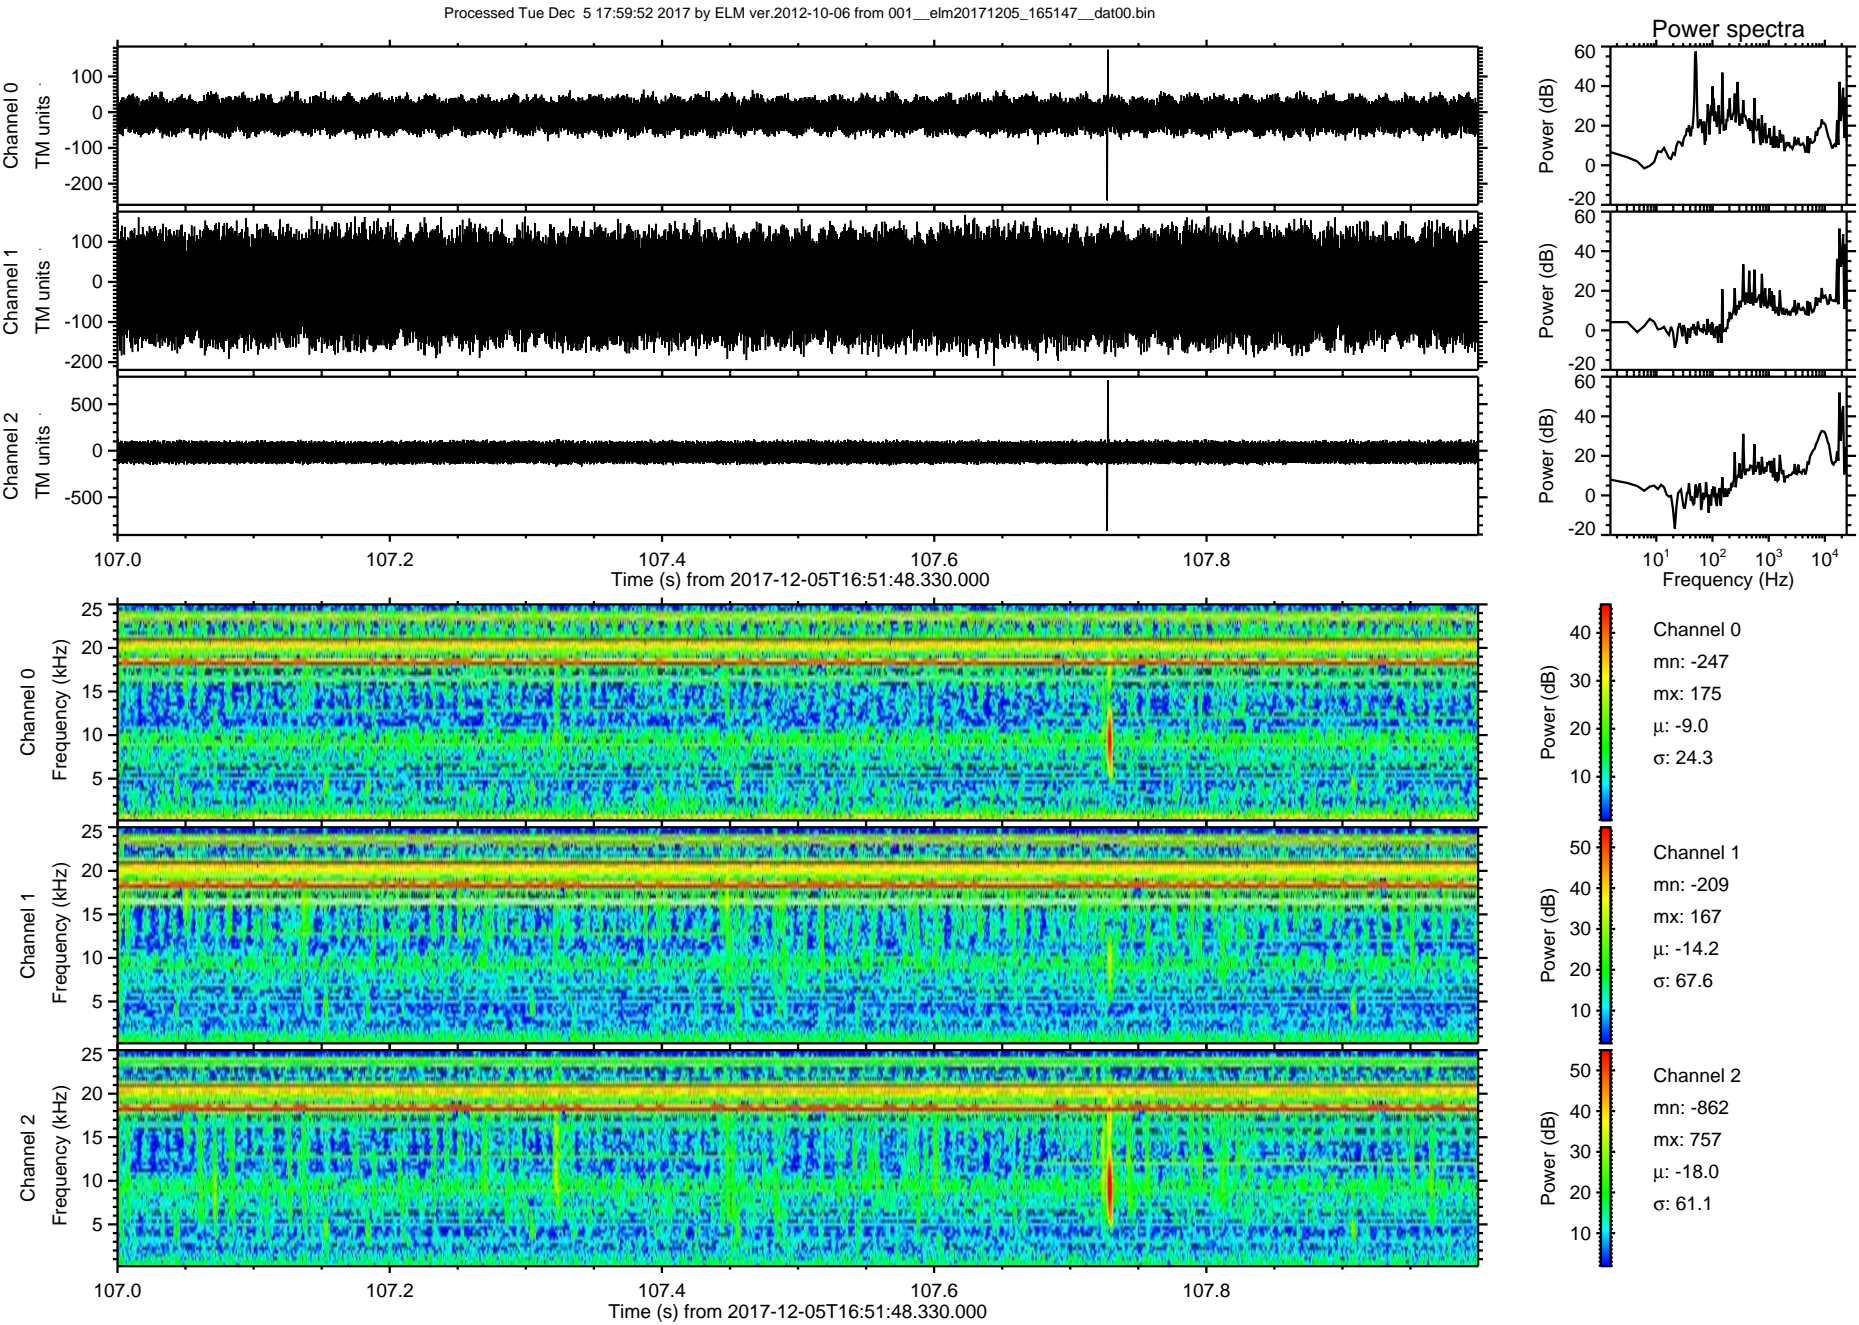 Processed Tue Dec  5 17:59:52 2017 by ELM ver.2012-10-06 from 001__elm20171205_165147__dat00.bin
Power spectra
Channel 0
TM units
100
0
-100
-200
Power (dB)
60
40
20
0
-20
Channel 1
TM units
100
0
-100
-200
Power (dB)
60
40
20
0
-20
Channel 2
TM units
500
0
-500
Power (dB)
60
40
20
0
-20
107.0 107.2 107.4 107.6 107.8
Time (s) from 2017-12-05T16:51:48.330.000
10¹ 10² 10³ 10⁴
Frequency (Hz)
Channel 0
Frequency (kHz)
25
20
15
10
5
Power (dB)
40
30
20
10
Channel 0
mn: -247
mx: 175
μ: -9.0
σ: 24.3
Channel 1
Frequency (kHz)
25
20
15
10
5
Power (dB)
50
40
30
20
10
Channel 1
mn: -209
mx: 167
μ: -14.2
σ: 67.6
Channel 2
Frequency (kHz)
25
20
15
10
5
Power (dB)
50
40
30
20
10
Channel 2
mn: -862
mx: 757
μ: -18.0
σ: 61.1
107.0 107.2 107.4 107.6 107.8
Time (s) from 2017-12-05T16:51:48.330.000